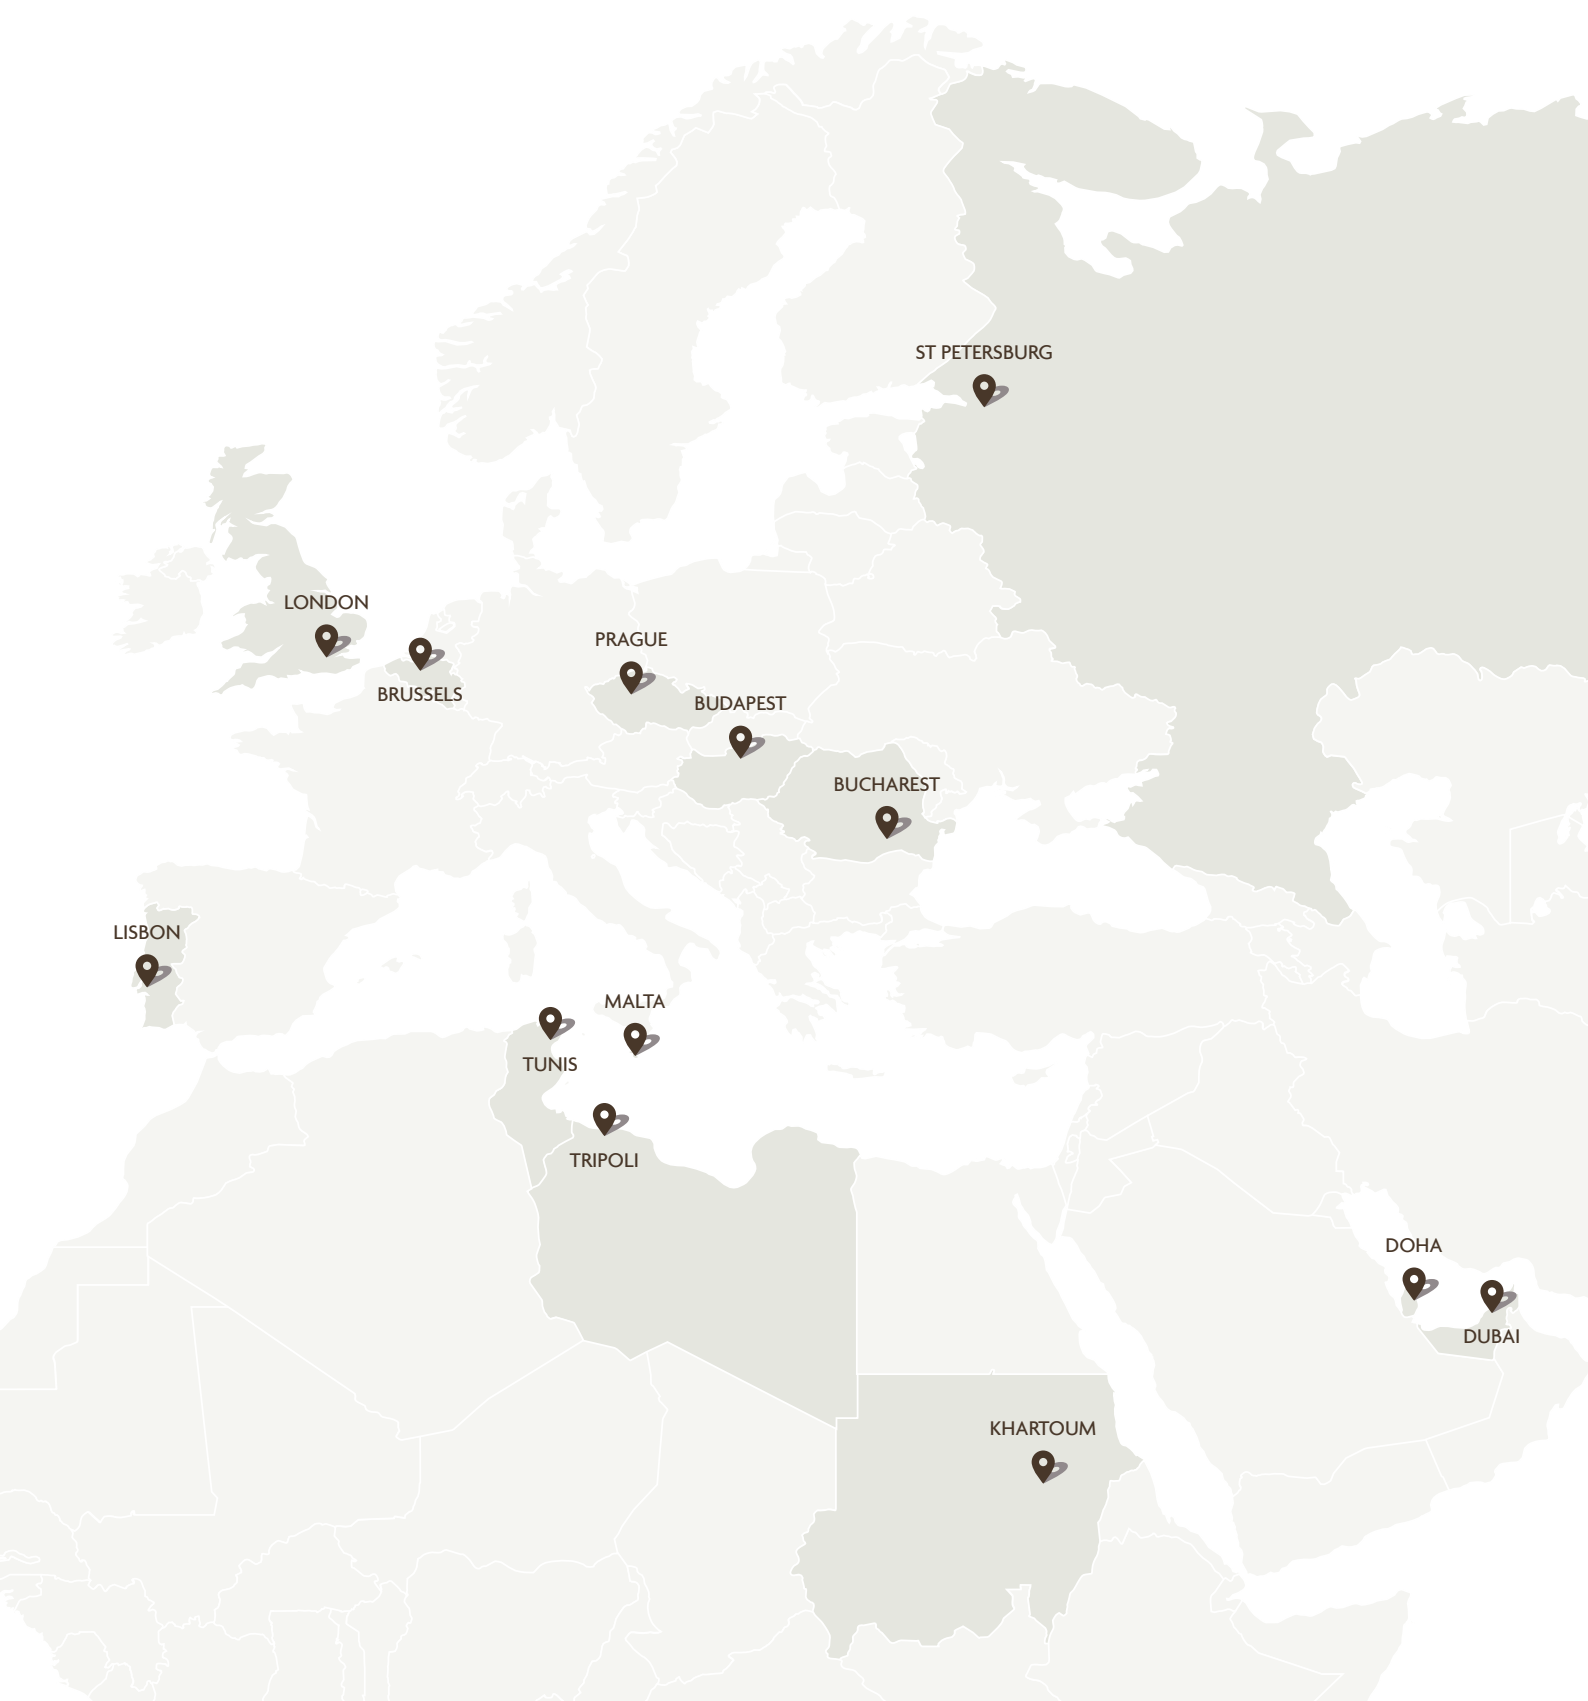 ST PETERSBURG
LONDON
PRAGUE
BRUSSELS
BUDAPEST
BUCHAREST
LISBON
MALTA
TUNIS
TRIPOLI
DOHA
DUBAI
KHARTOUM